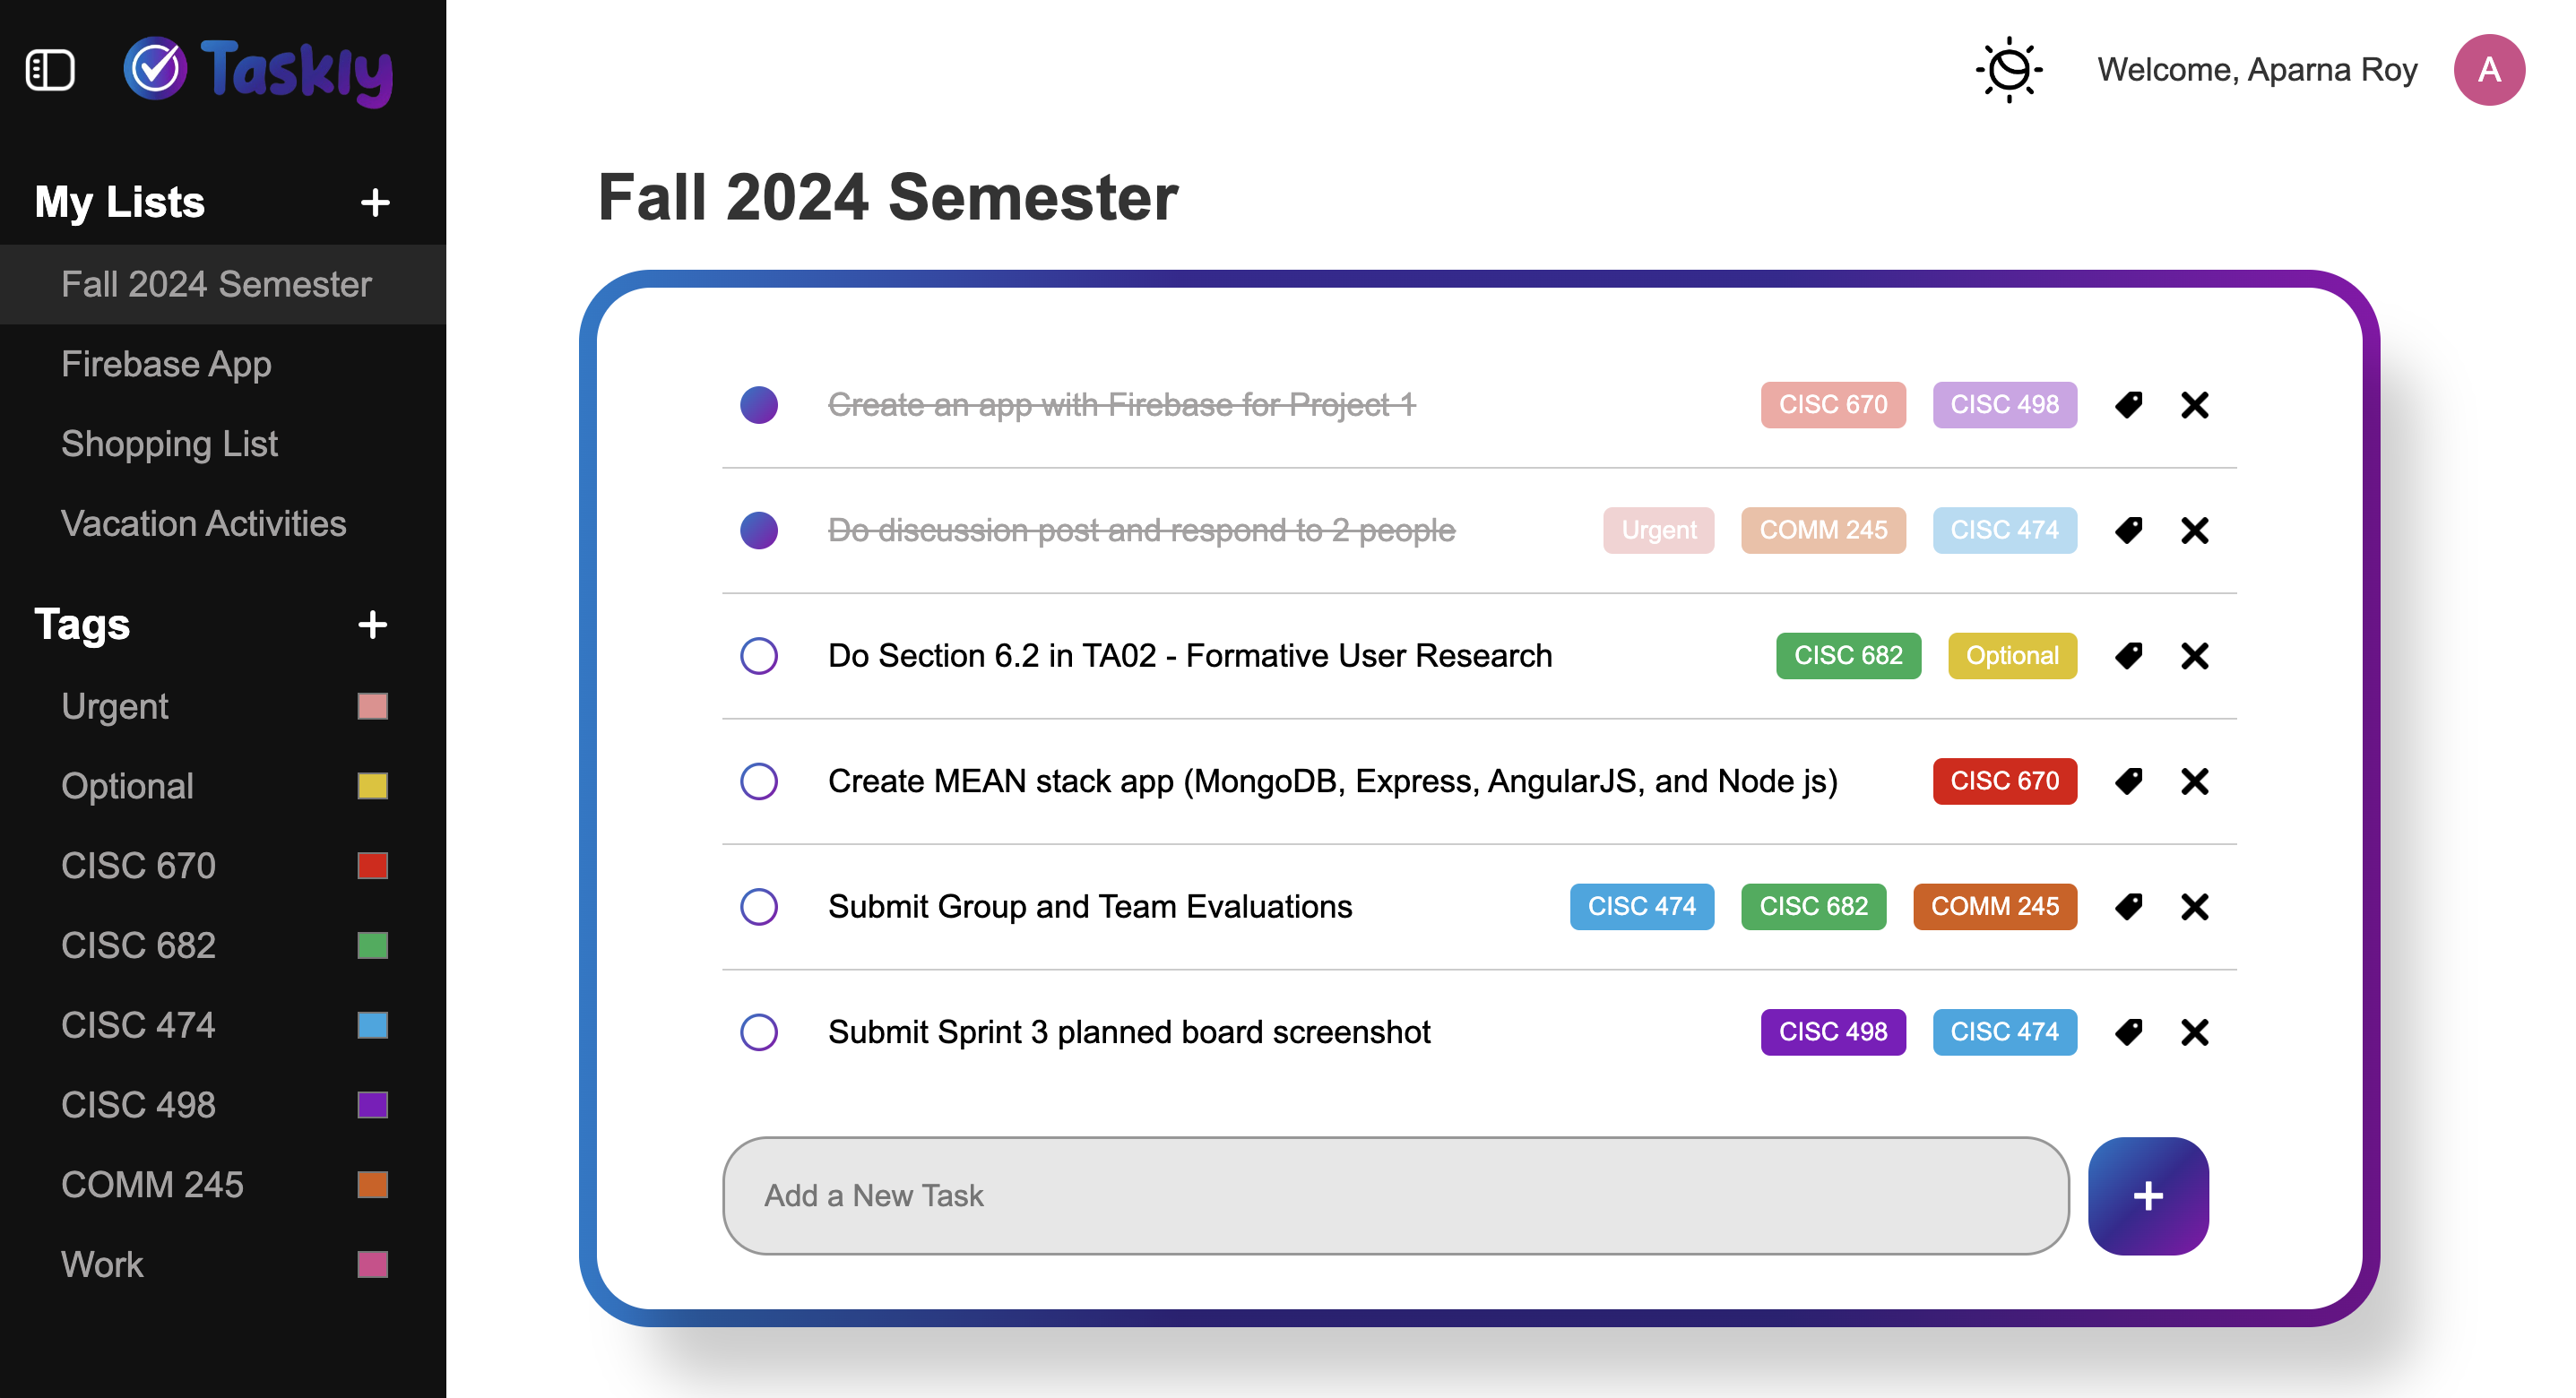 Taskly
Welcome, Aparna Roy
A
My Lists
Fall 2024 Semester
Firebase App
Shopping List
Vacation Activities
Tags
Urgent
Optional
CISC 670
CISC 682
CISC 474
CISC 498
COMM 245
Work
Fall 2024 Semester
Create an app with Firebase for Project 1 CISC 670 CISC 498
Do discussion post and respond to 2 people Urgent COMM 245 CISC 474
Do Section 6.2 in TA02 - Formative User Research CISC 682 Optional
Create MEAN stack app (MongoDB, Express, AngularJS, and Node js) CISC 670
Submit Group and Team Evaluations CISC 474 CISC 682 COMM 245
Submit Sprint 3 planned board screenshot CISC 498 CISC 474
Add a New Task